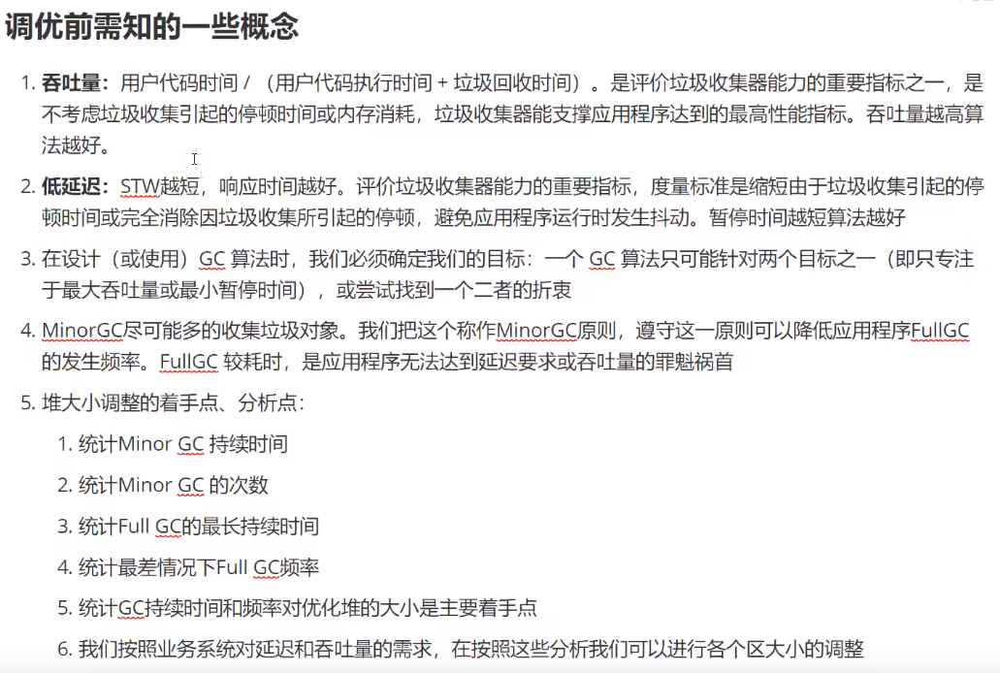 调优前需知的一些概念
1. 吞吐量：用户代码时间 / （用户代码执行时间 + 垃圾回收时间）。是评价垃圾收集器能力的重要指标之一，是
不考虑垃圾收集引起的停顿时间或内存消耗，垃圾收集器能支撑应用程序达到的最高性能指标。吞吐量越高算
法越好。
2. 低延迟：STW越短，响应时间越好。评价垃圾收集器能力的重要指标，度量标准是缩短由于垃圾收集引起的停
顿时间或完全消除因垃圾收集所引起的停顿，避免应用程序运行时发生抖动。暂停时间越短算法越好
3. 在设计（或使用）GC 算法时，我们必须确定我们的目标：一个 GC 算法只可能针对两个目标之一（即只专注
于最大吞吐量或最小暂停时间），或尝试找到一个二者的折衷
4. MinorGC尽可能多的收集垃圾对象。我们把这个称作MinorGC原则，遵守这一原则可以降低应用程序FullGC
的发生频率。FullGC 较耗时，是应用程序无法达到延迟要求或吞吐量的罪魁祸首
5. 堆大小调整的着手点、分析点：
1. 统计Minor GC 持续时间
2. 统计Minor GC 的次数
3. 统计Full GC的最长持续时间
4. 统计最差情况下Full GC频率
5. 统计GC持续时间和频率对优化堆的大小是主要着手点
6. 我们按照业务系统对延迟和吞吐量的需求，在按照这些分析我们可以进行各个区大小的调整